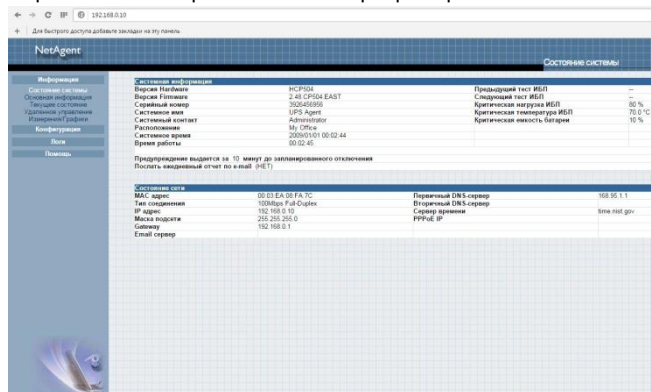 192.168.0.10
Для быстрого доступа добавьте закладки на эту панель
NetAgent
Состояние системы
Информация
Состояние системы
Основная информация
Текущее состояние
Удаленное управление
Измерения/Графики
Конфигурация
Логи
Помощь
Системная информация
Версия Hardware HCP504 Предыдущий тест ИБП --
Версия Firmware 2.48.CP504.EAST Следующий тест ИБП --
Серийный номер 3926456956 Критическая нагрузка ИБП 80 %
Системное имя UPS Agent Критическая температура ИБП 70.0 °C
Системный контакт Administrator Критическая емкость батареи 10 %
Расположение My Office
Системное время 2009/01/01 00:02:44
Время работы 00:02:45
Предупреждение выдается за 10 минут до запланированного отключения
Послать ежедневный отчет по e-mail (НЕТ)
Состояние сети
MAC адрес 00:03:EA:08:FA:7C Первичный DNS-сервер 168.95.1.1
Тип соединения 100Mbps Full-Duplex Вторичный DNS-сервер
IP адрес 192.168.0.10 Сервер времени time.nist.gov
Маска подсети 255.255.255.0 PPPoE IP
Gateway 192.168.0.1
Email сервер